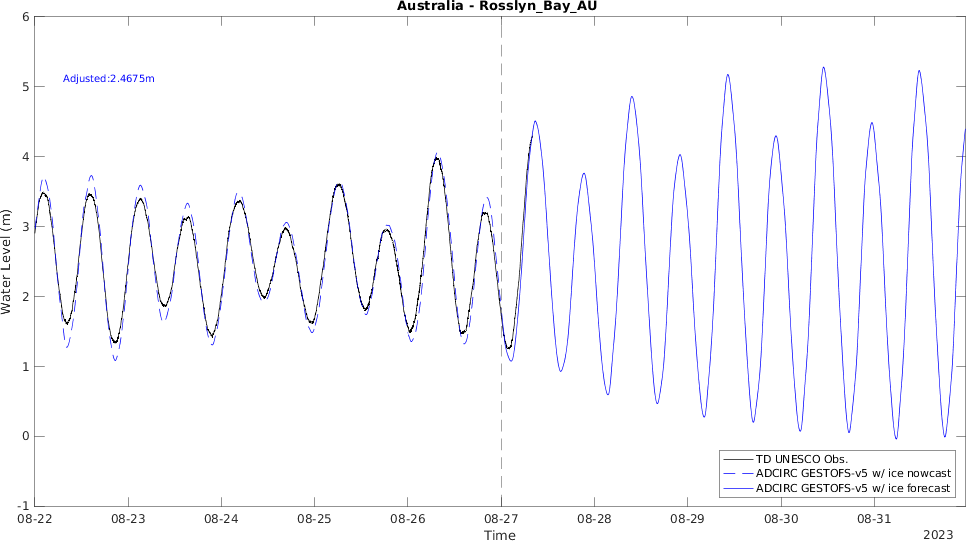 Australia - Rosslyn_Bay_AU
Adjusted:2.4675m
Water Level (m)
6
5
4
3
2
1
0
-1
TD UNESCO Obs.
ADCIRC GESTOFS-v5 w/ ice nowcast
ADCIRC GESTOFS-v5 w/ ice forecast
08-22 08-23 08-24 08-25 08-26 08-27 08-28 08-29 08-30 08-31
Time
2023